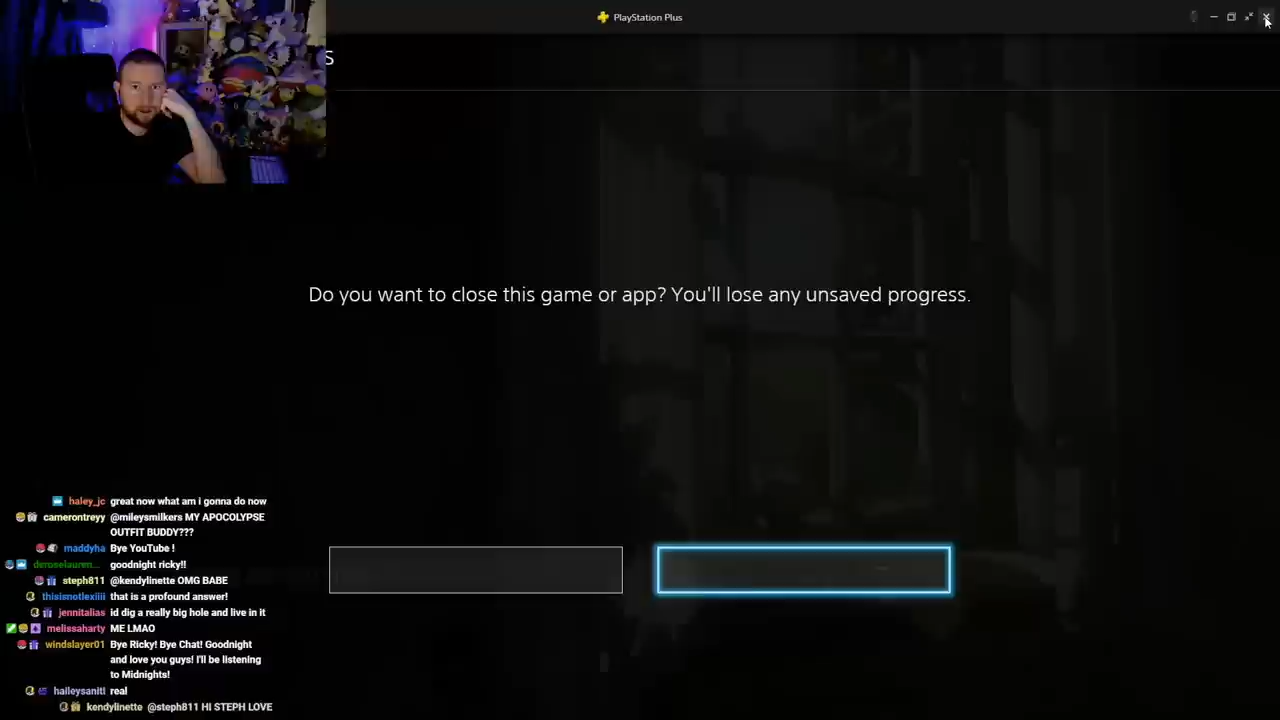 PlayStation Plus
s
Do you want to close this game or app? You'll lose any unsaved progress.
haley_jc great now what am i gonna do now
camerontreyy @mileysmilkers MY APOCOLYPSE
OUTFIT BUDDY???
maddyha Bye YouTube !
deroselauren... goodnight ricky!!
steph811 @kendylinette OMG BABE
thisisnotlexiiii that is a profound answer!
jennitalias id dig a really big hole and live in it
melissaharty ME LMAO
windslayer01 Bye Ricky! Bye Chat! Goodnight
and love you guys! I'll be listening
to Midnights!
haileysanitl real
kendylinette @steph811 HI STEPH LOVE